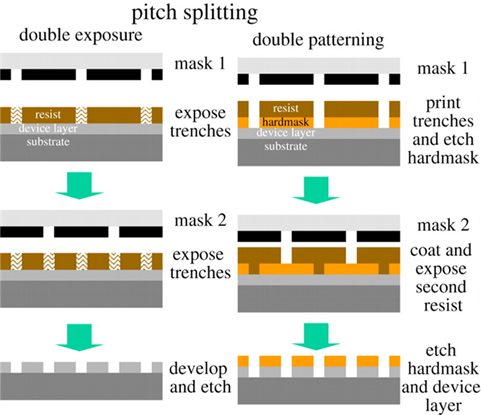 pitch splitting
double exposure
mask 1
resist
expose
trenches
device layer
substrate
mask 2
expose
trenches
develop
and etch
double patterning
mask 1
resist
hardmask
device layer
substrate
print
trenches
and etch
hardmask
mask 2
coat and
expose
second
resist
etch
hardmask
and device
layer